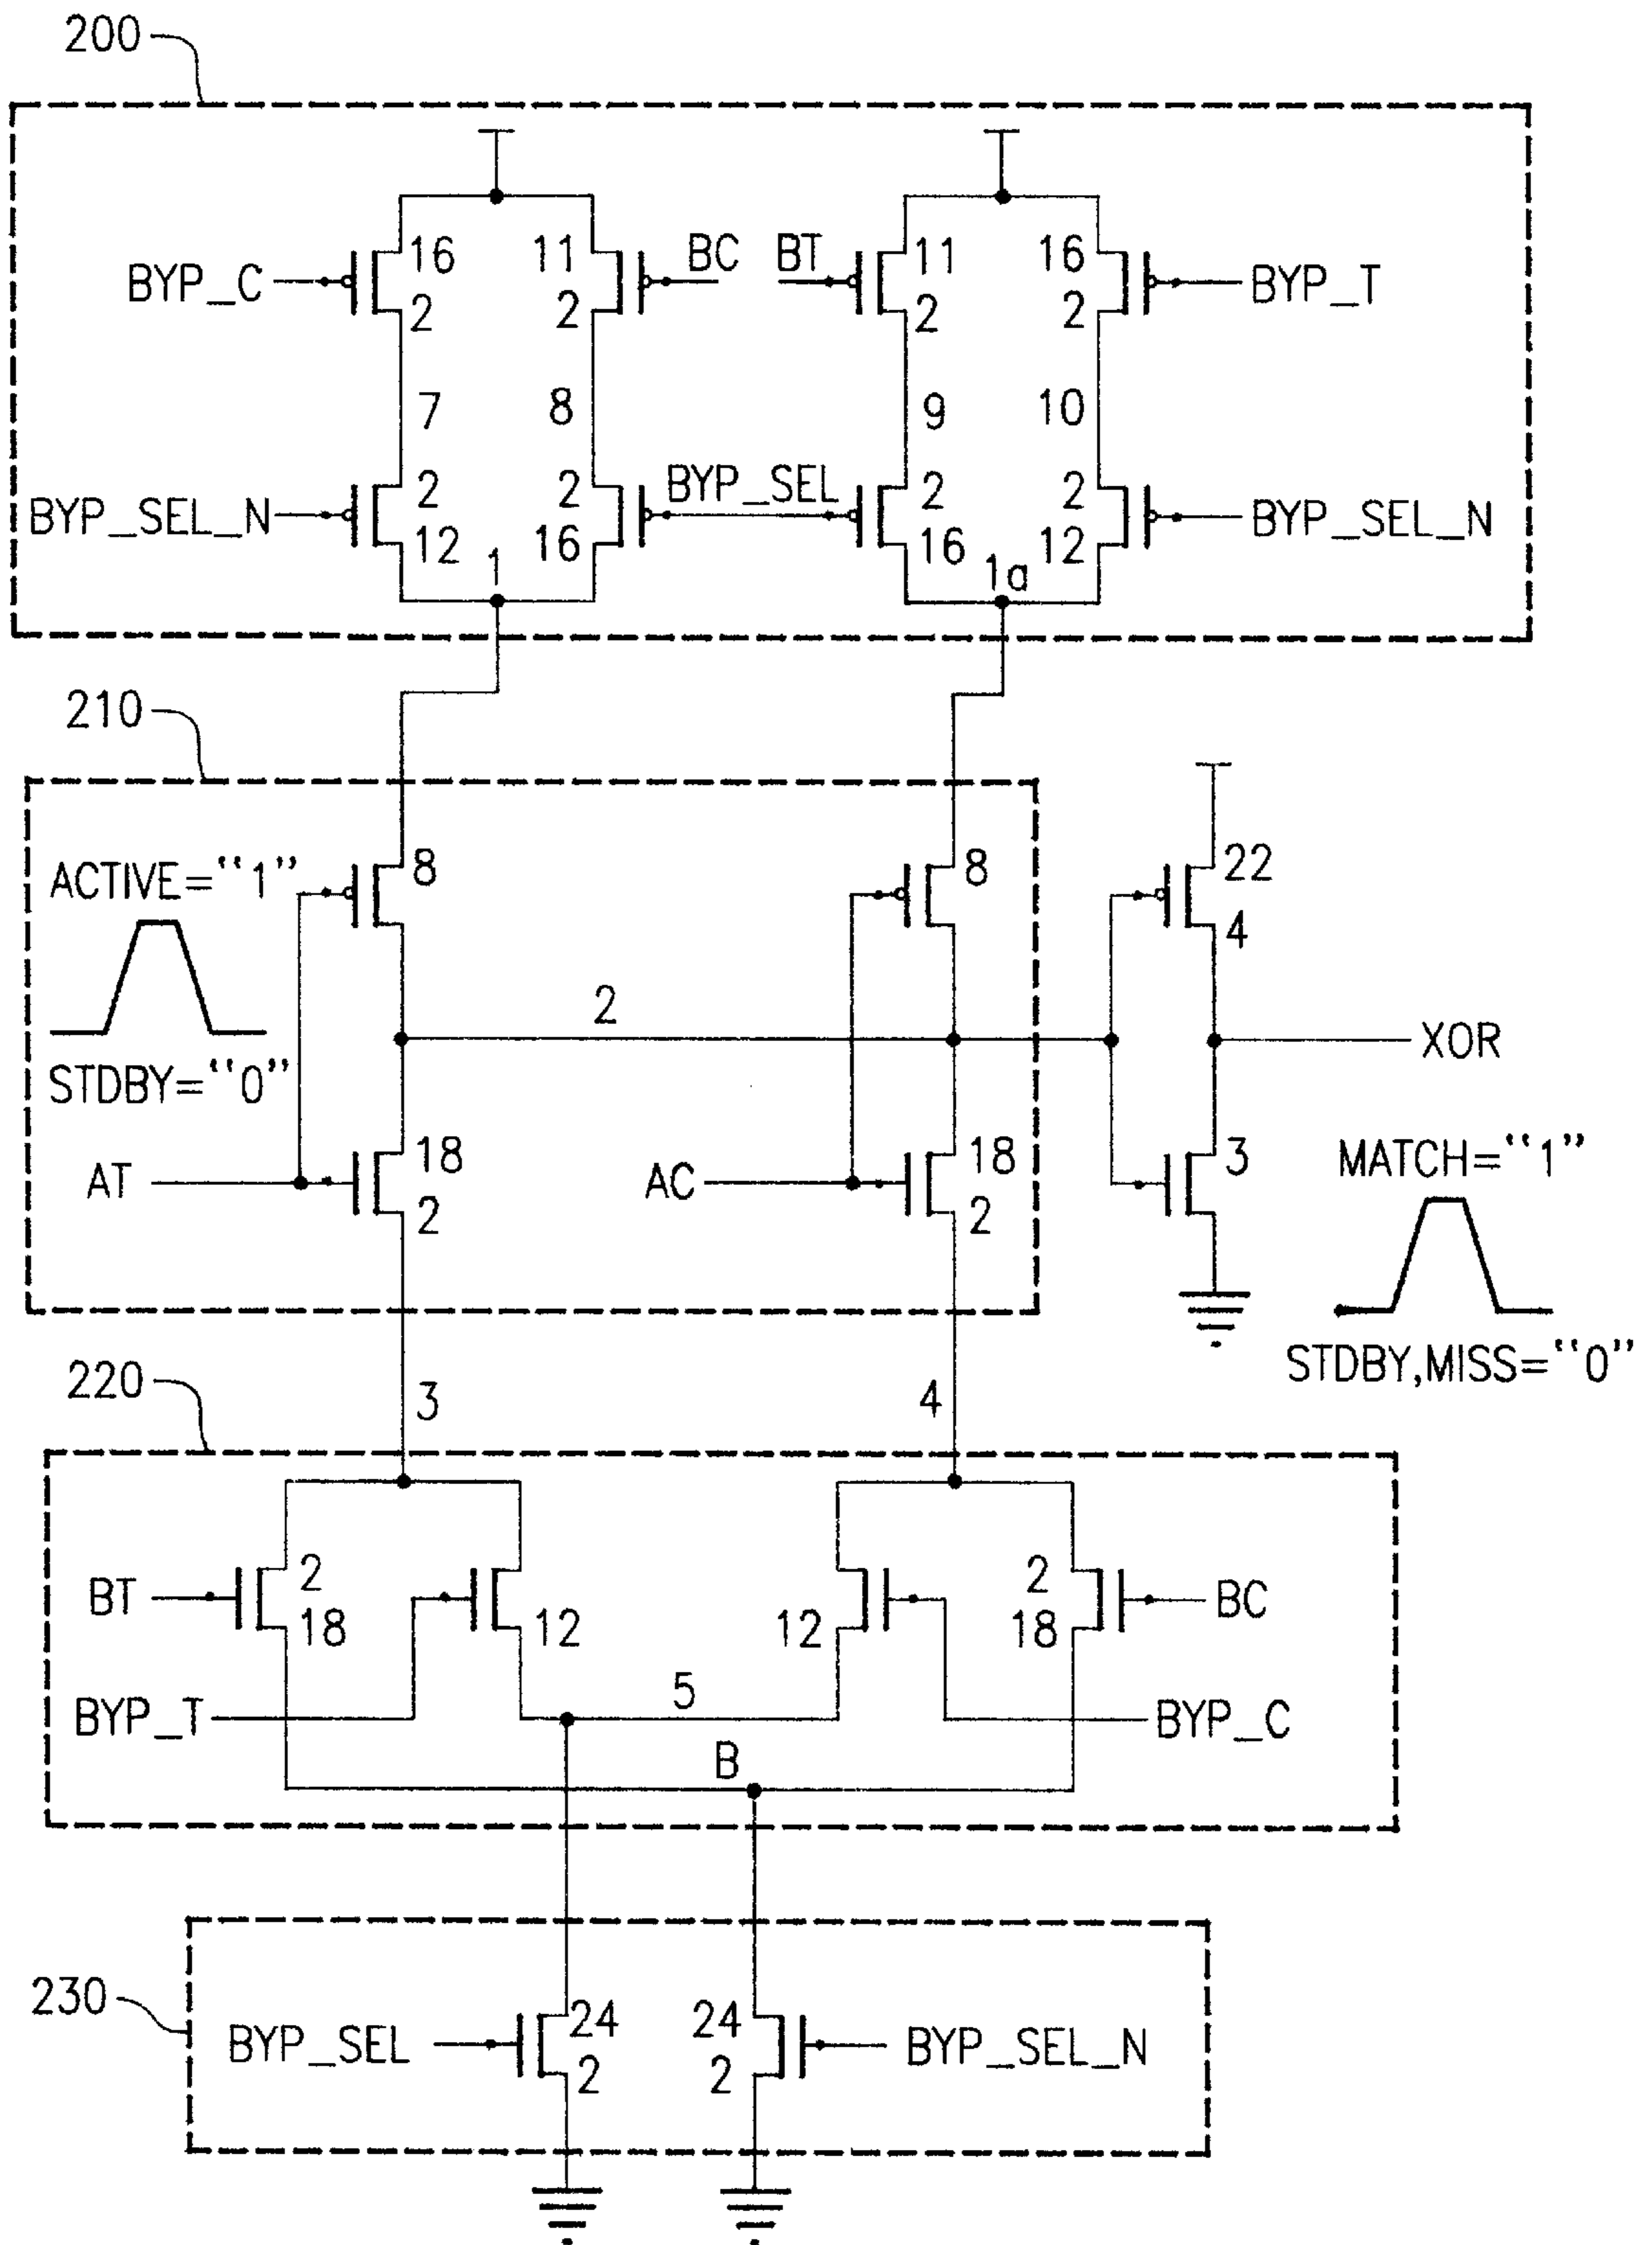 200
16 11 BC BT 11 16
BYP_C BYP_T
2 2 2 2
7 8 9 10
2 2 BYP_SEL 2 2
BYP_SEL_N BYP_SEL_N
12 1 16 16 1a 12
210
ACTIVE=“1” 8 8 22
4
2
XOR
STDBY=“0”
18 18 3 MATCH=“1”
AT AC
2 2
STDBY,MISS=“0”
220
3 4
BT 2 2 BC
18 12 12 18
BYP_T 5 BYP_C
B
230
BYP_SEL 24 24 BYP_SEL_N
2 2